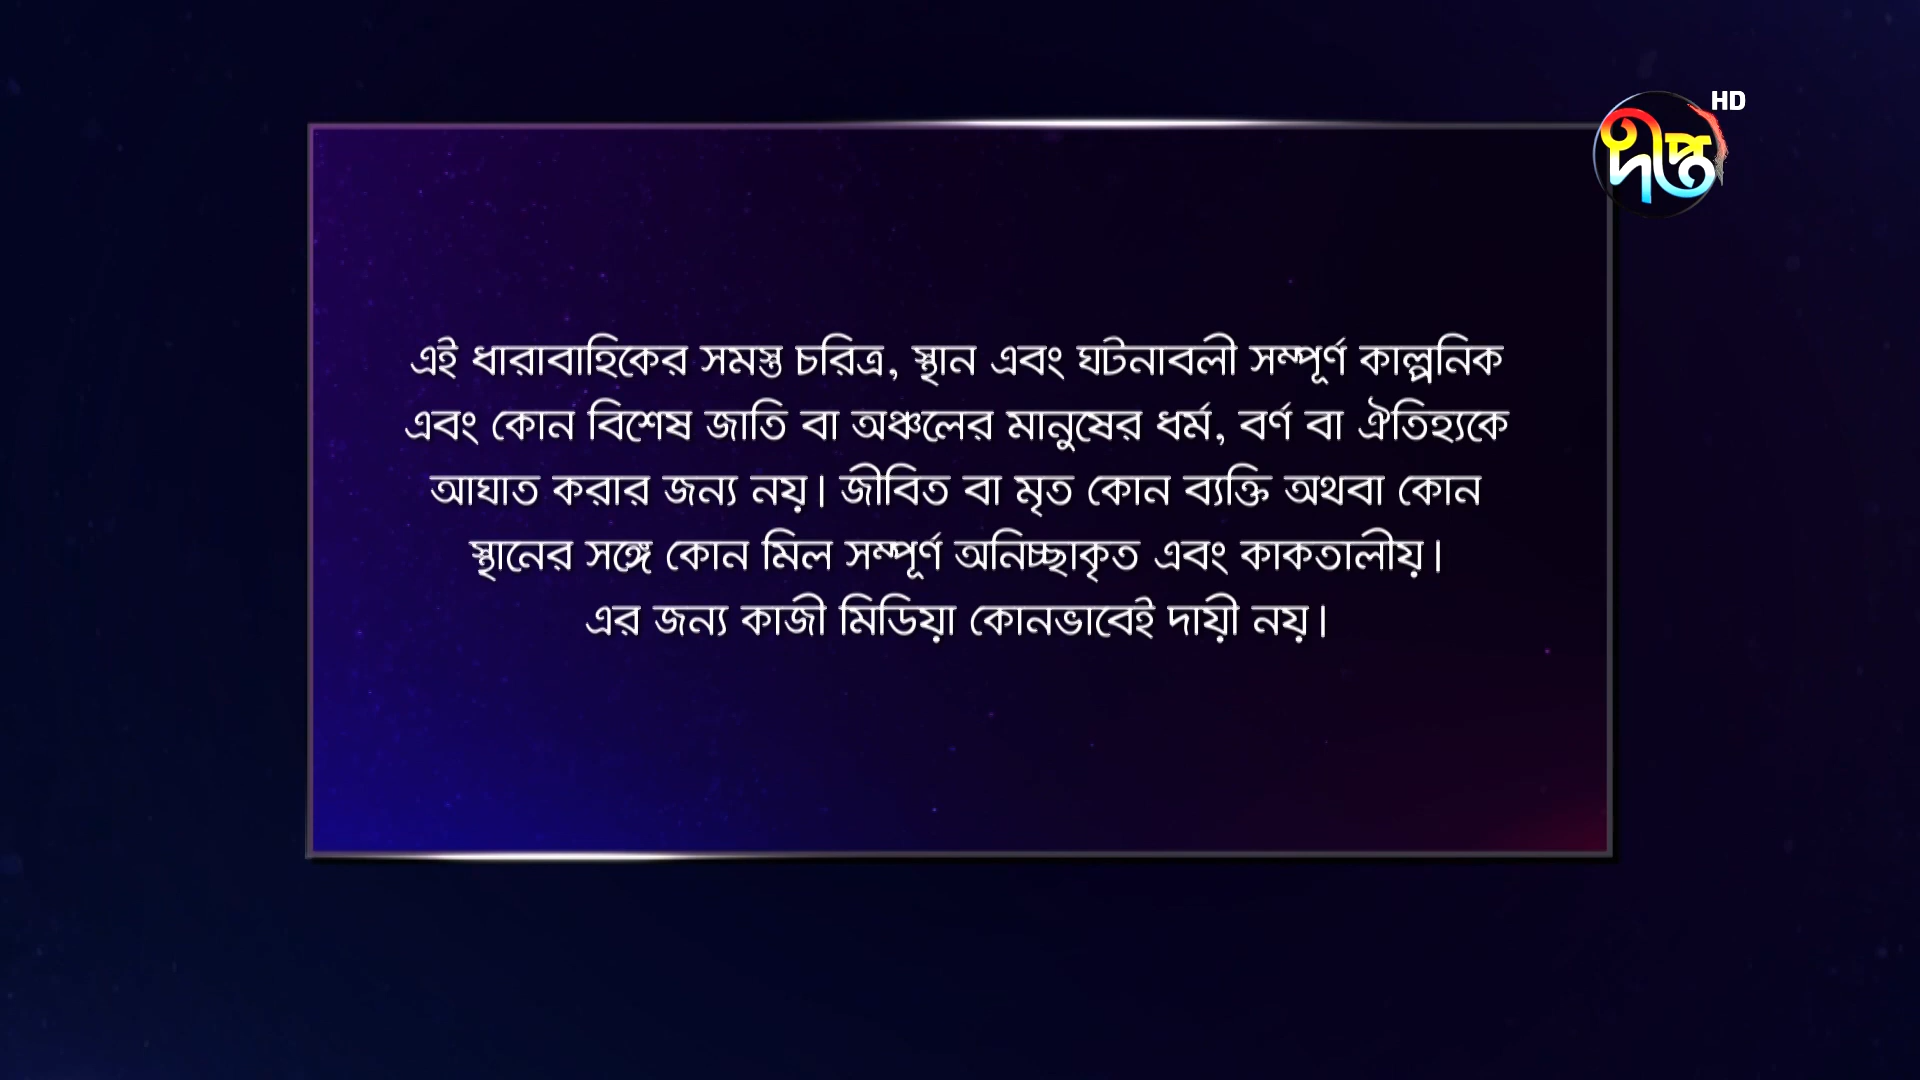 HD
দীপ্ত
এই ধারাবাহিকের সমস্ত চরিত্র, স্থান এবং ঘটনাবলী সম্পূর্ণ কাল্পনিক
এবং কোন বিশেষ জাতি বা অঞ্চলের মানুষের ধর্ম, বর্ণ বা ঐতিহ্যকে
আঘাত করার জন্য নয়। জীবিত বা মৃত কোন ব্যক্তি অথবা কোন
স্থানের সঙ্গে কোন মিল সম্পূর্ণ অনিচ্ছাকৃত এবং কাকতালীয়।
এর জন্য কাজী মিডিয়া কোনভাবেই দায়ী নয়।